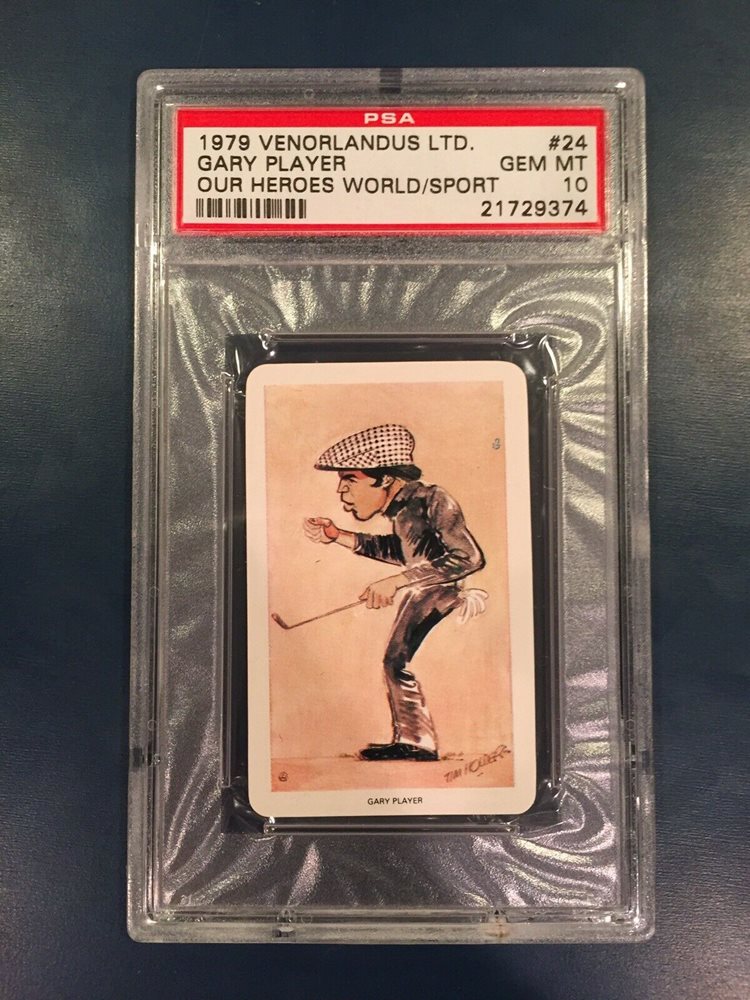 PSA
1979 VENORLANDUS LTD. #24
GARY PLAYER GEM MT
OUR HEROES WORLD/SPORT 10
21729374
GARY PLAYER